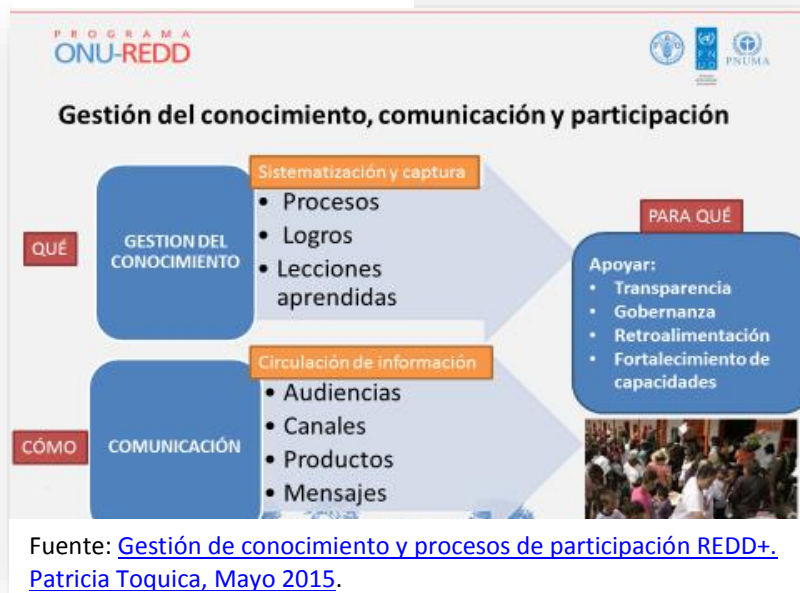 PROGRAMA
ONU-REDD
PNUD
PNUMA
Gestión del conocimiento, comunicación y participación
QUÉ
GESTION DEL
CONOCIMIENTO
Sistematización y captura
• Procesos
• Logros
• Lecciones
aprendidas
PARA QUÉ
Apoyar:
• Transparencia
• Gobernanza
• Retroalimentación
• Fortalecimiento de
capacidades
CÓMO
COMUNICACIÓN
Circulación de información
• Audiencias
• Canales
• Productos
• Mensajes
Fuente: Gestión de conocimiento y procesos de participación REDD+.
Patricia Toquica, Mayo 2015.